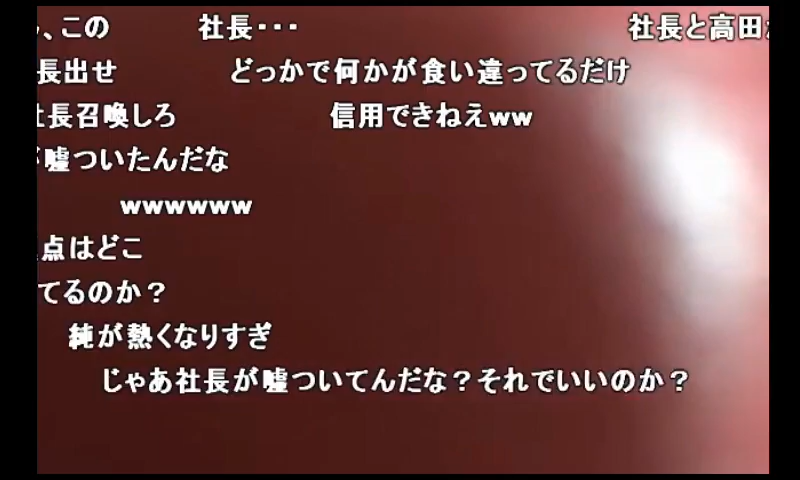 、この 社長・・・ 社長と高田
長出せ どっかで何かが食い違ってるだけ
社長召喚しろ 信用できねえww
嘘ついたんだな
wwwwww
点はどこ
てるのか？
純が熱くなりすぎ
じゃあ社長が嘘ついてんだな？それでいいのか？